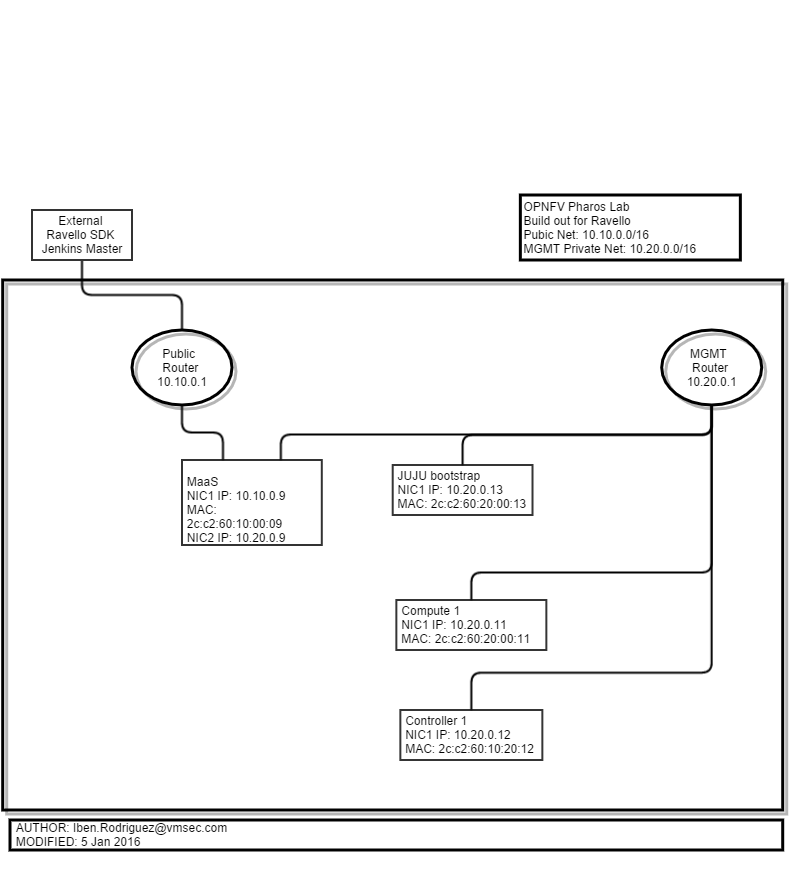 External
Ravello SDK
Jenkins Master
OPNFV Pharos Lab
Build out for Ravello
Pubic Net: 10.10.0.0/16
MGMT Private Net: 10.20.0.0/16
Public
Router
10.10.0.1
MGMT
Router
10.20.0.1
MaaS
NIC1 IP: 10.10.0.9
MAC:
2c:c2:60:10:00:09
NIC2 IP: 10.20.0.9
JUJU bootstrap
NIC1 IP: 10.20.0.13
MAC: 2c:c2:60:20:00:13
Compute 1
NIC1 IP: 10.20.0.11
MAC: 2c:c2:60:20:00:11
Controller 1
NIC1 IP: 10.20.0.12
MAC: 2c:c2:60:10:20:12
AUTHOR: Iben.Rodriguez@vmsec.com
MODIFIED: 5 Jan 2016